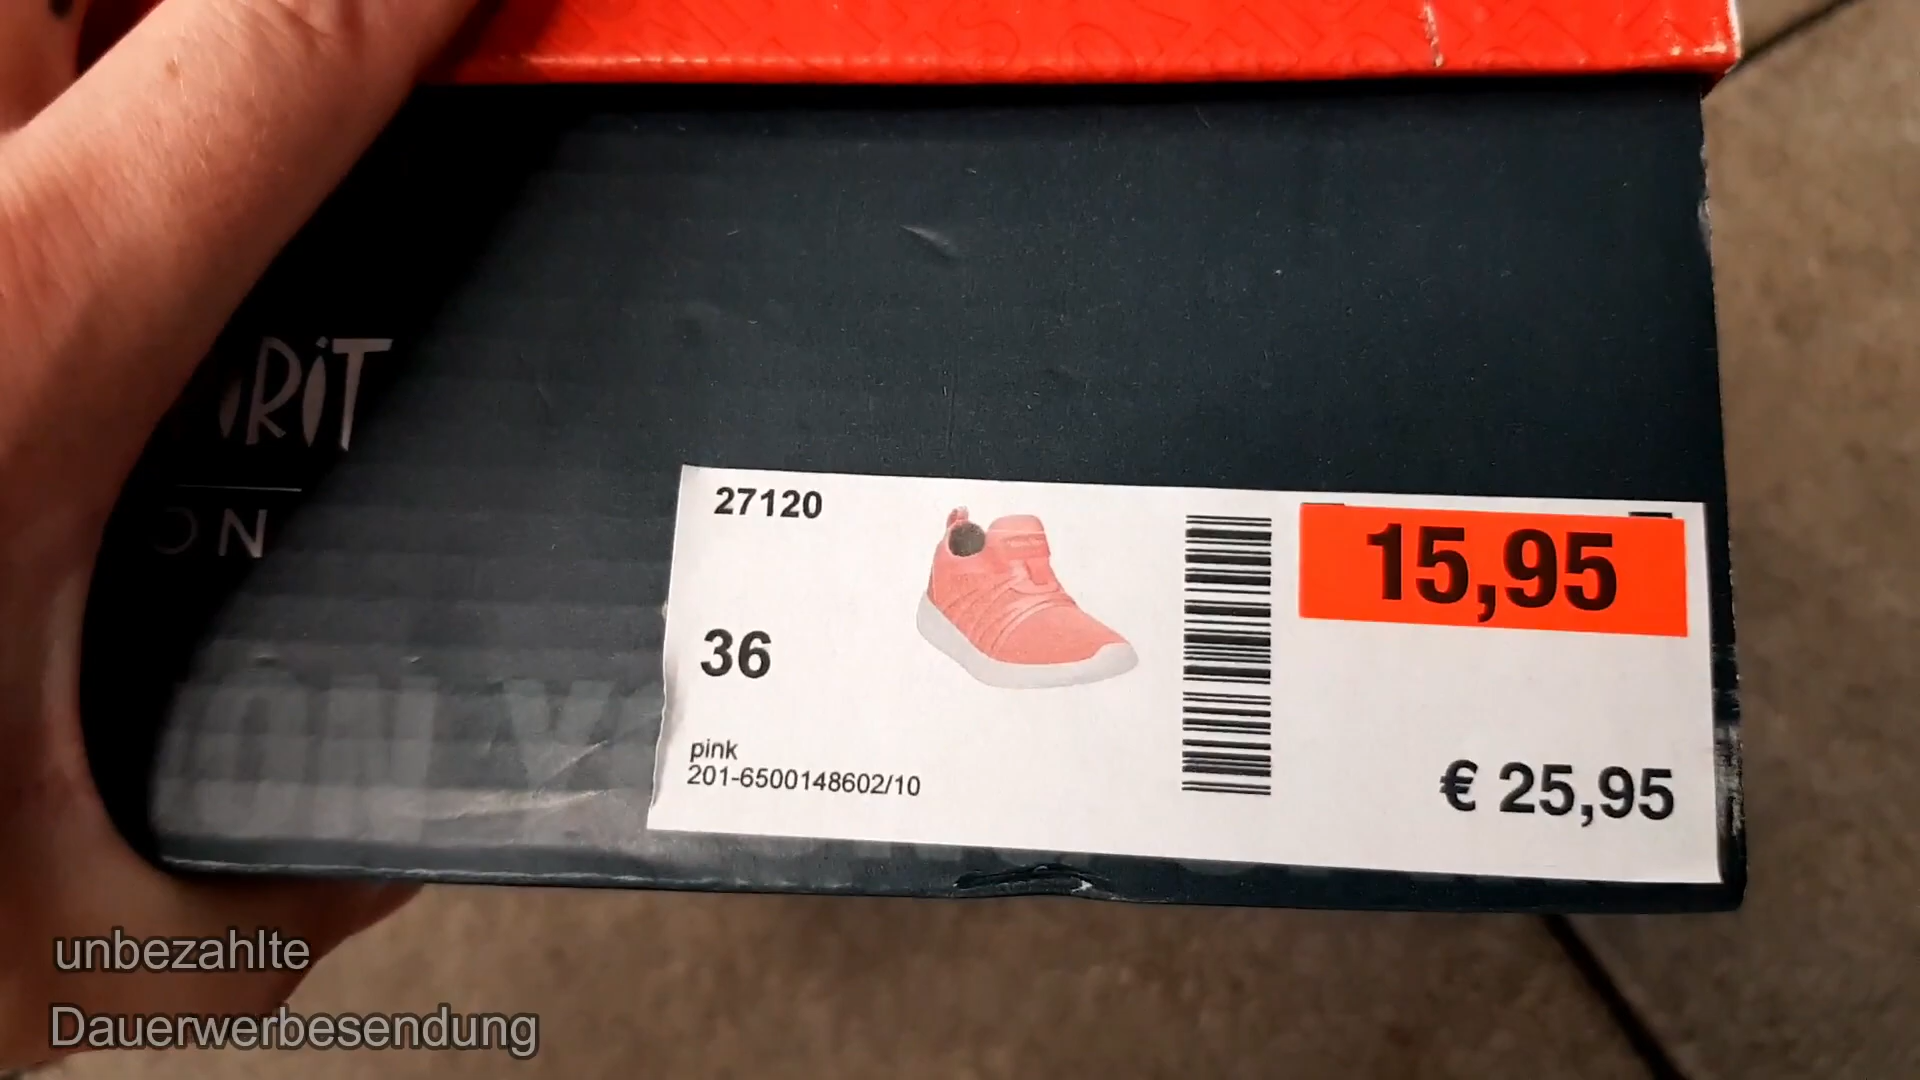 27120
15,95
36
pink
201-6500148602/10
€ 25,95
unbezahlte
Dauerwerbesendung